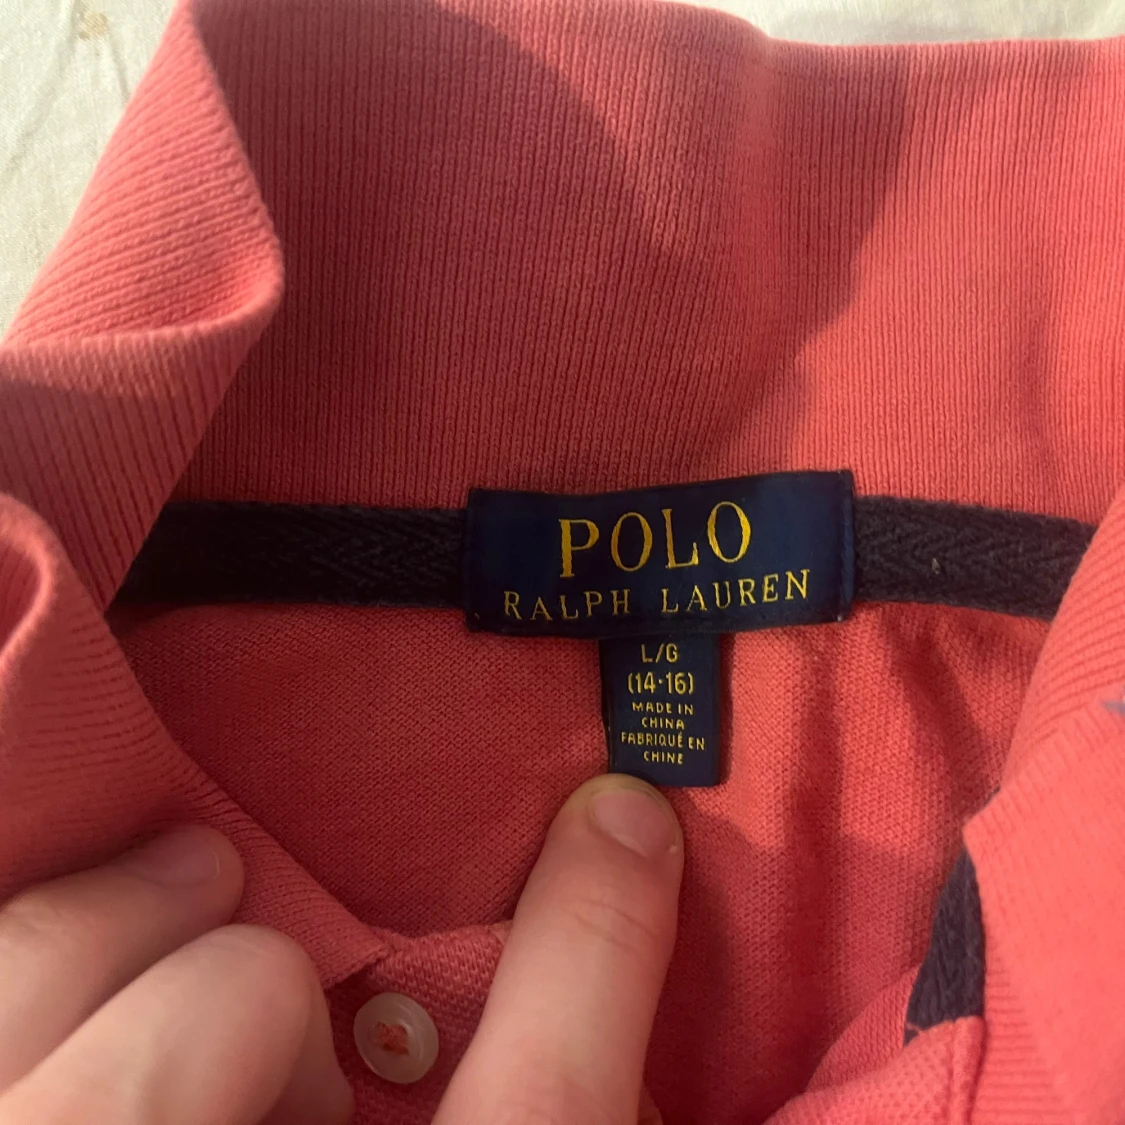 POLO
RALPH LAUREN
L/G
(14-16)
MADE IN
CHINA
FABRIQUÉ EN
CHINE